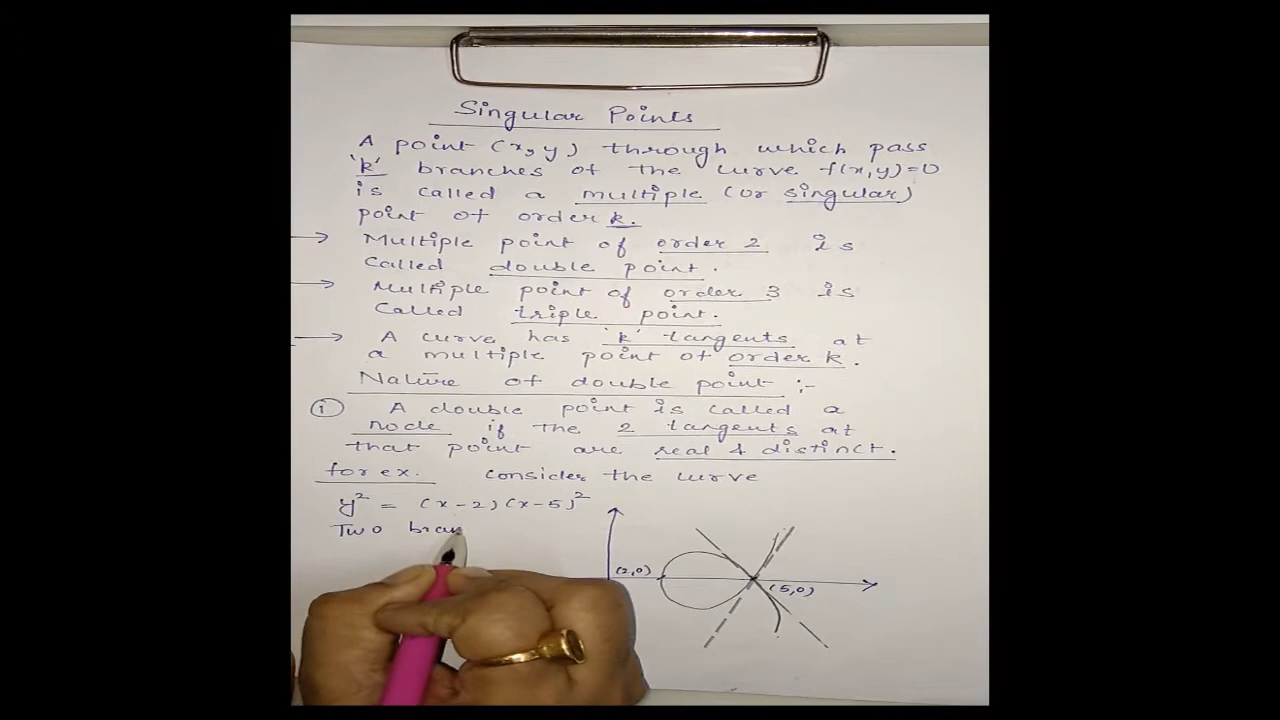 Singular Points
A point (x, y) through which pass
'k' branches of the curve f(x, y) = 0
is called a multiple (or singular)
point of order k.
→ Multiple point of order 2 is
called double point.
→ Multiple point of order 3 is
called triple point.
→ A curve has 'k' tangents at
a multiple point of order k.
Nature of double point :-
(i) A double point is called a
node if the 2 tangents at
that point are real & distinct.
for ex. consider the curve
y² = (x - 2) (x - 5)²
Two bran
(2,0)
(5,0)